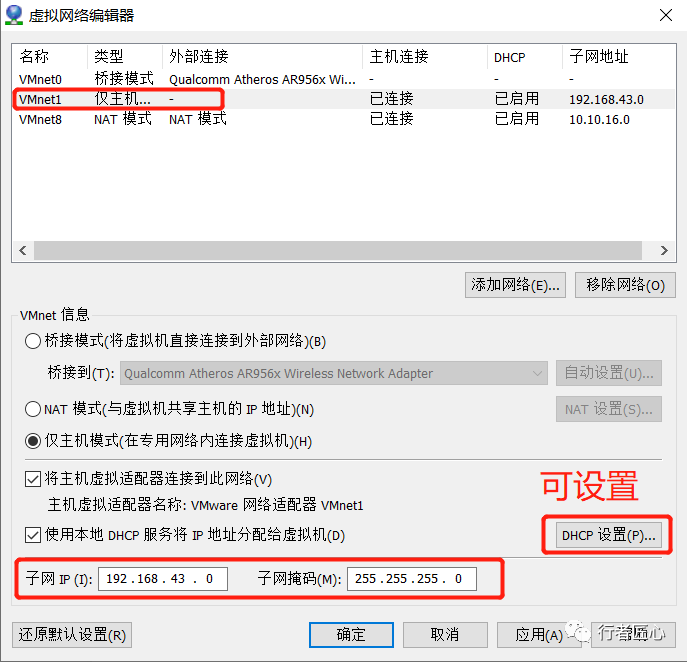 虚拟网络编辑器
名称 类型 外部连接 主机连接 DHCP 子网地址
VMnet0 桥接模式 Qualcomm Atheros AR956x Wi... - - -
VMnet1 仅主机... - 已连接 已启用 192.168.43.0
VMnet8 NAT 模式 NAT 模式 已连接 已启用 10.10.16.0
添加网络(E)... 移除网络(O)
VMnet 信息
桥接模式(将虚拟机直接连接到外部网络)(B)
桥接到(T): Qualcomm Atheros AR956x Wireless Network Adapter 自动设置(U)...
NAT 模式(与虚拟机共享主机的 IP 地址)(N) NAT 设置(S)...
仅主机模式(在专用网络内连接虚拟机)(H)
将主机虚拟适配器连接到此网络(V)
可设置
主机虚拟适配器名称: VMware 网络适配器 VMnet1
使用本地 DHCP 服务将 IP 地址分配给虚拟机(D) DHCP 设置(P)...
子网 IP (I): 192.168.43.0 子网掩码(M): 255.255.255.0
还原默认设置(R) 确定 取消 应用(A)
行者匠心